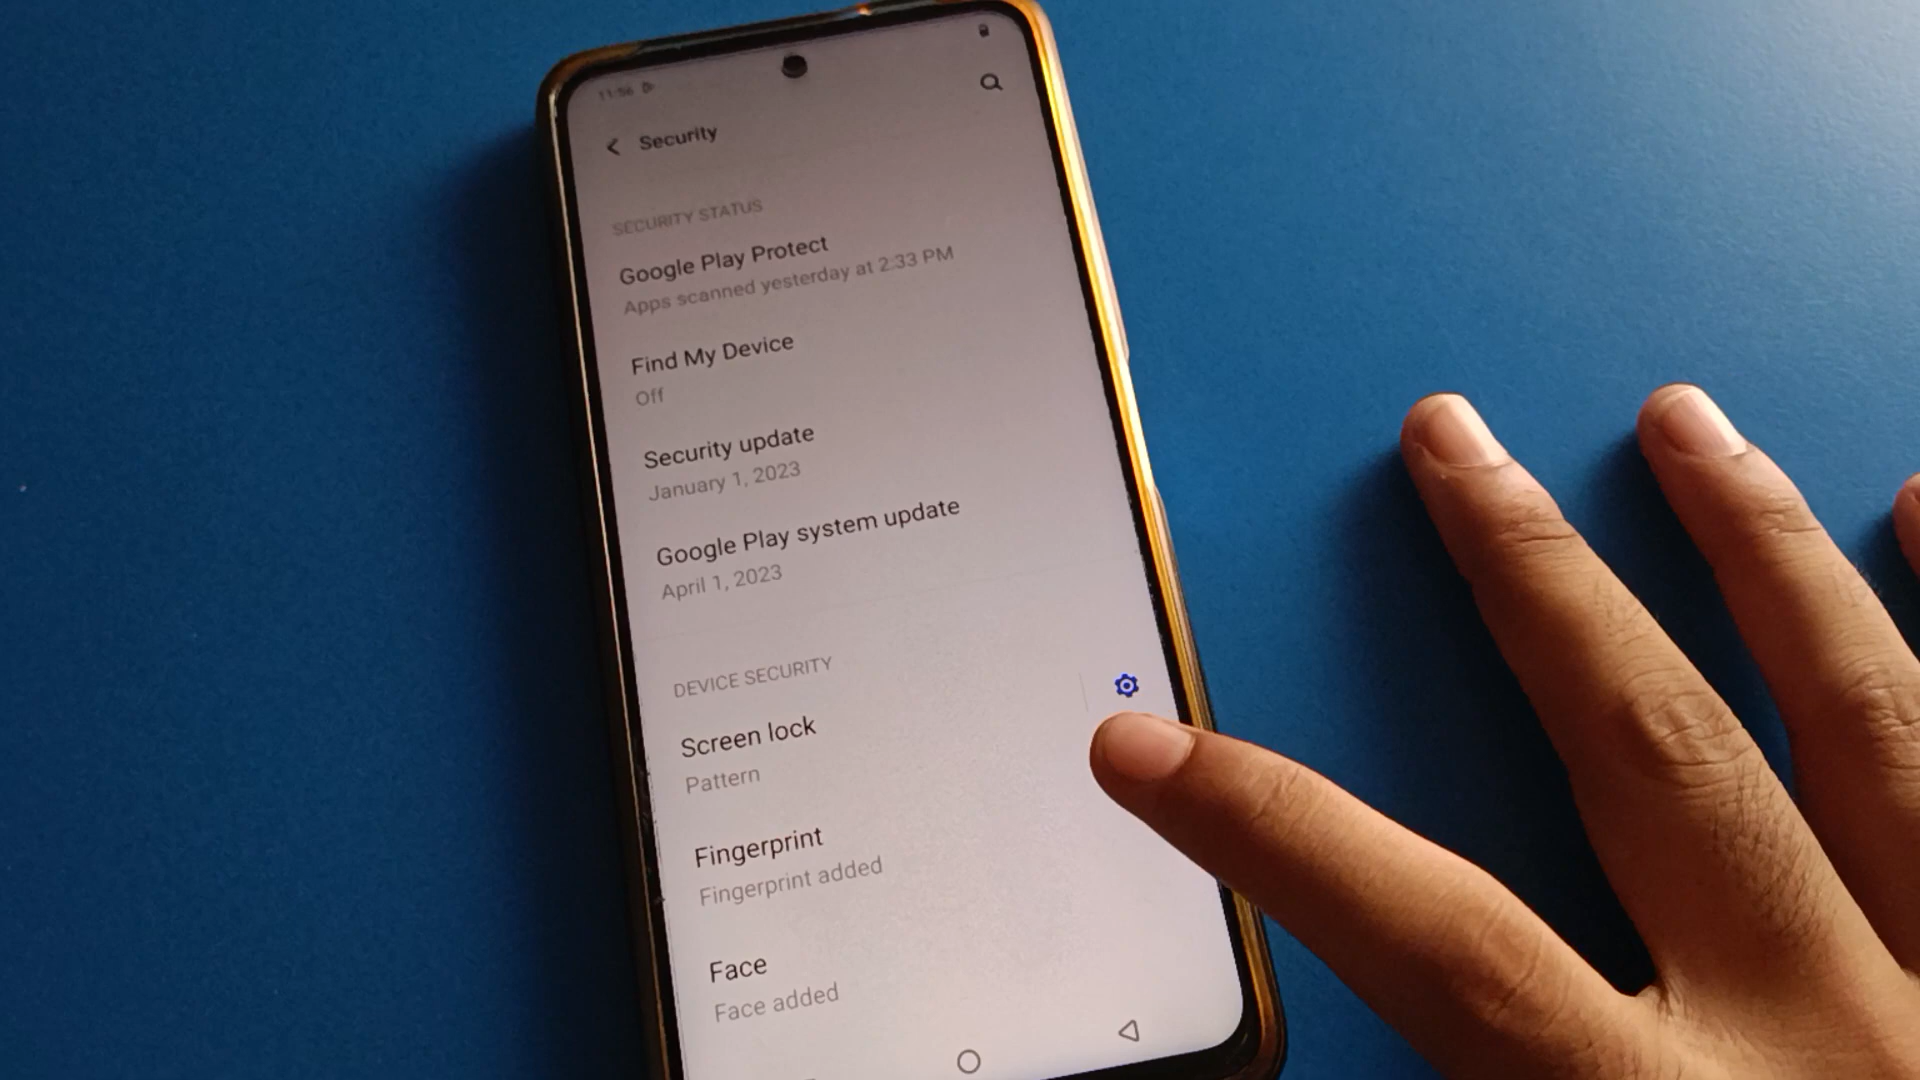 11:56
Security
SECURITY STATUS
Google Play Protect
Apps scanned yesterday at 2:33 PM
Find My Device
Off
Security update
January 1, 2023
Google Play system update
April 1, 2023
DEVICE SECURITY
Screen lock
Pattern
Fingerprint
Fingerprint added
Face
Face added